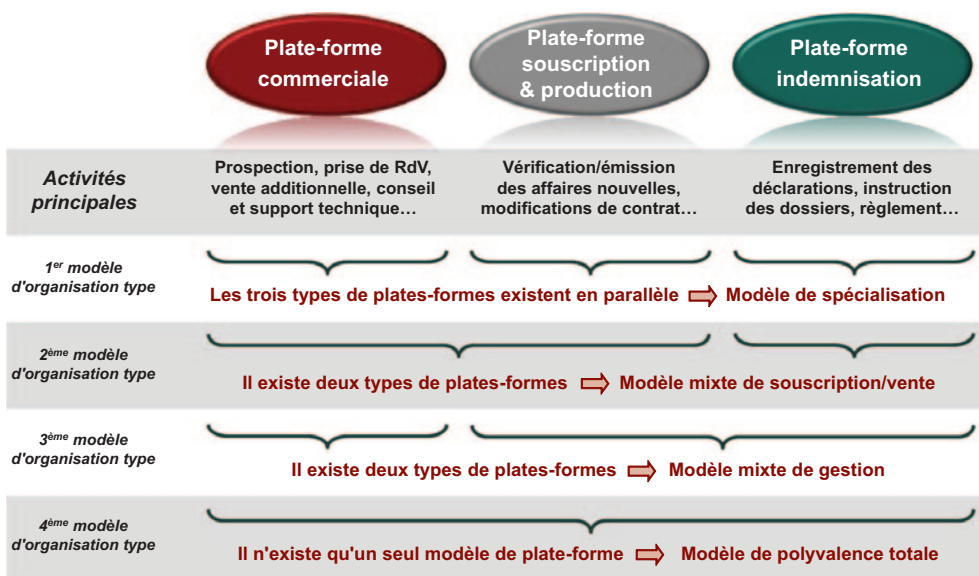 Plate-forme
commerciale
Plate-forme
souscription
& production
Plate-forme
indemnisation
Activités
principales
Prospection, prise de RdV,
vente additionnelle, conseil
et support technique…
Vérification/émission
des affaires nouvelles,
modifications de contrat…
Enregistrement des
déclarations, instruction
des dossiers, règlement…
1er modèle
d'organisation type
Les trois types de plates-formes existent en parallèle ⇨ Modèle de spécialisation
2ème modèle
d'organisation type
Il existe deux types de plates-formes ⇨ Modèle mixte de souscription/vente
3ème modèle
d'organisation type
Il existe deux types de plates-formes ⇨ Modèle mixte de gestion
4ème modèle
d'organisation type
Il n'existe qu'un seul modèle de plate-forme ⇨ Modèle de polyvalence totale